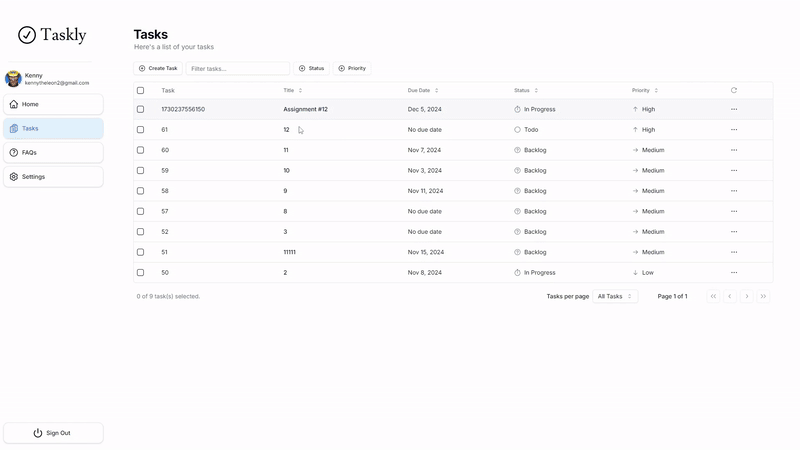 Taskly
Kenny
kennytheleon2@gmail.com
Home
Tasks
FAQs
Settings
Sign Out
Tasks
Here's a list of your tasks
Create Task Filter tasks... Status Priority
Task Title Due Date Status Priority
1730237556150 Assignment #12 Dec 5, 2024 In Progress High
61 12 No due date Todo High
60 11 Nov 7, 2024 Backlog Medium
59 10 Nov 3, 2024 Backlog Medium
58 9 Nov 11, 2024 Backlog Medium
57 8 No due date Backlog Medium
52 3 No due date Backlog Medium
51 11111 Nov 15, 2024 Backlog Medium
50 2 Nov 8, 2024 In Progress Low
0 of 9 task(s) selected. Tasks per page All Tasks Page 1 of 1